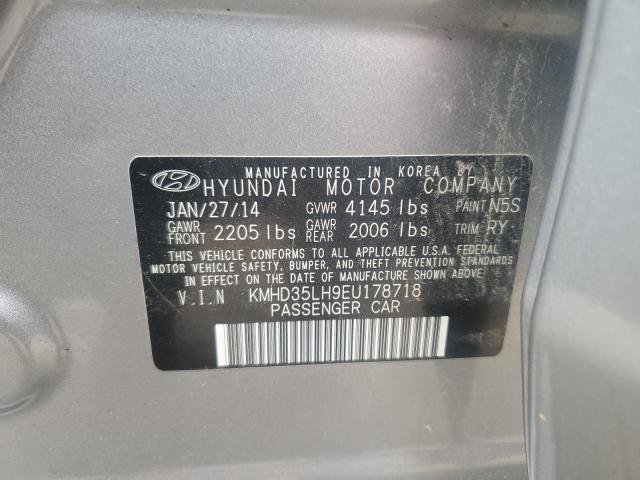 MANUFACTURED IN KOREA BY
HYUNDAI MOTOR COMPANY
JAN/27/14 GVWR 4145 lbs PAINT N5S
GAWR FRONT 2205 lbs GAWR REAR 2006 lbs TRIM RY
THIS VEHICLE CONFORMS TO ALL APPLICABLE U.S.A. FEDERAL
MOTOR VEHICLE SAFETY, BUMPER, AND THEFT PREVENTION STANDARDS
IN EFFECT ON THE DATE OF MANUFACTURE SHOWN ABOVE.
V.I.N KMHD35LH9EU178718
PASSENGER CAR